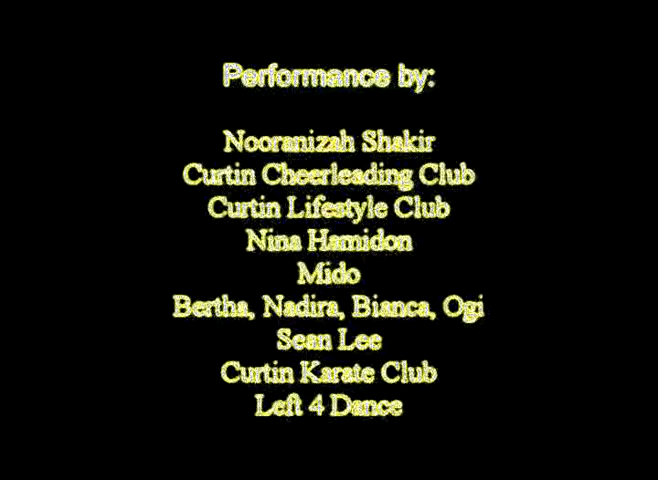 Performance by:
Nooranizah Shakir
Curtin Cheerleading Club
Curtin Lifestyle Club
Nina Hamidon
Mido
Bertha, Nadira, Bianca, Ogi
Sean Lee
Curtin Karate Club
Left 4 Dance